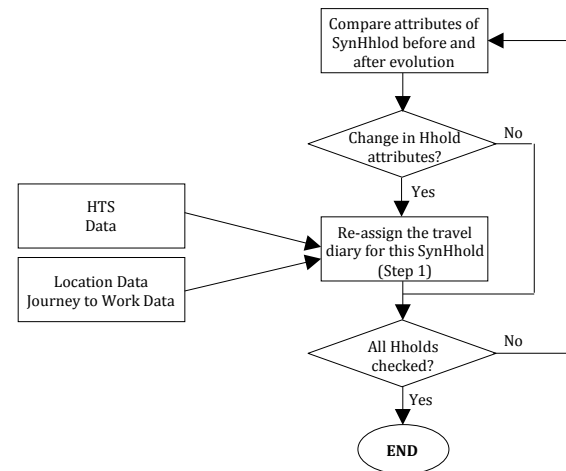 Compare attributes of
SynHhlod before and
after evolution
Change in Hhold
attributes?
No
Yes
HTS
Data
Re-assign the travel
diary for this SynHhold
(Step 1)
Location Data
Journey to Work Data
All Hholds
checked?
No
Yes
END